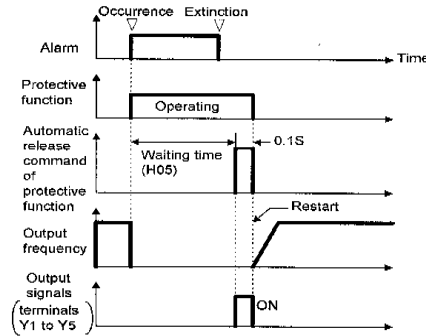 Occurrence Extinction
Alarm
Time
Protective
function
Operating
Automatic
release
command
of
protective
function
Waiting time
(H05)
0.1S
Restart
Output
frequency
Output
signals
(terminals
Y1 to Y5)
ON